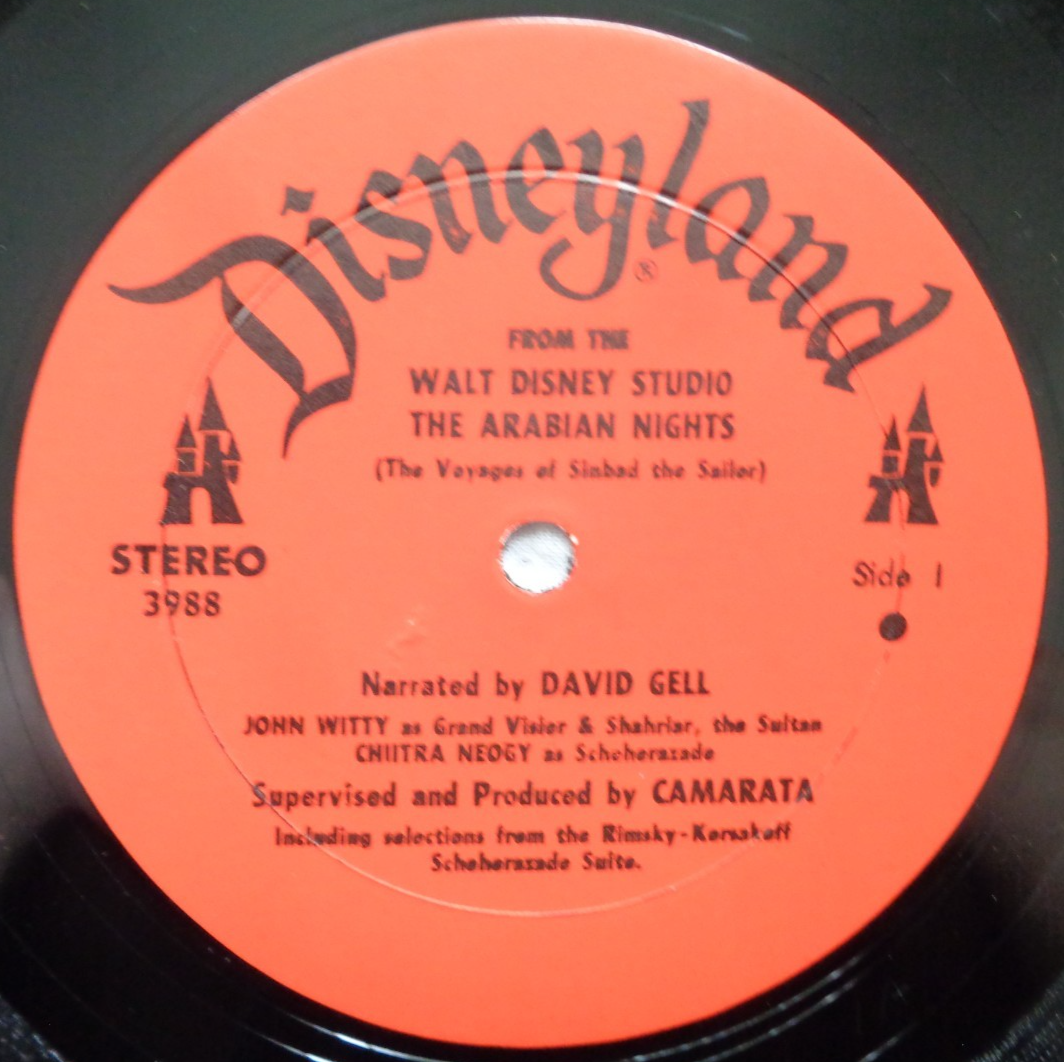 Disneyland
®
FROM THE
WALT DISNEY STUDIO
THE ARABIAN NIGHTS
(The Voyages of Sinbad the Sailor)
STEREO
3988
Side 1
Narrated by DAVID GELL
JOHN WITTY as Grand Visier & Shahriar, the Sultan
CHIITRA NEOGY as Scheherazade
Supervised and Produced by CAMARATA
Including selections from the Rimsky-Korsakoff
Scheherazade Suite.